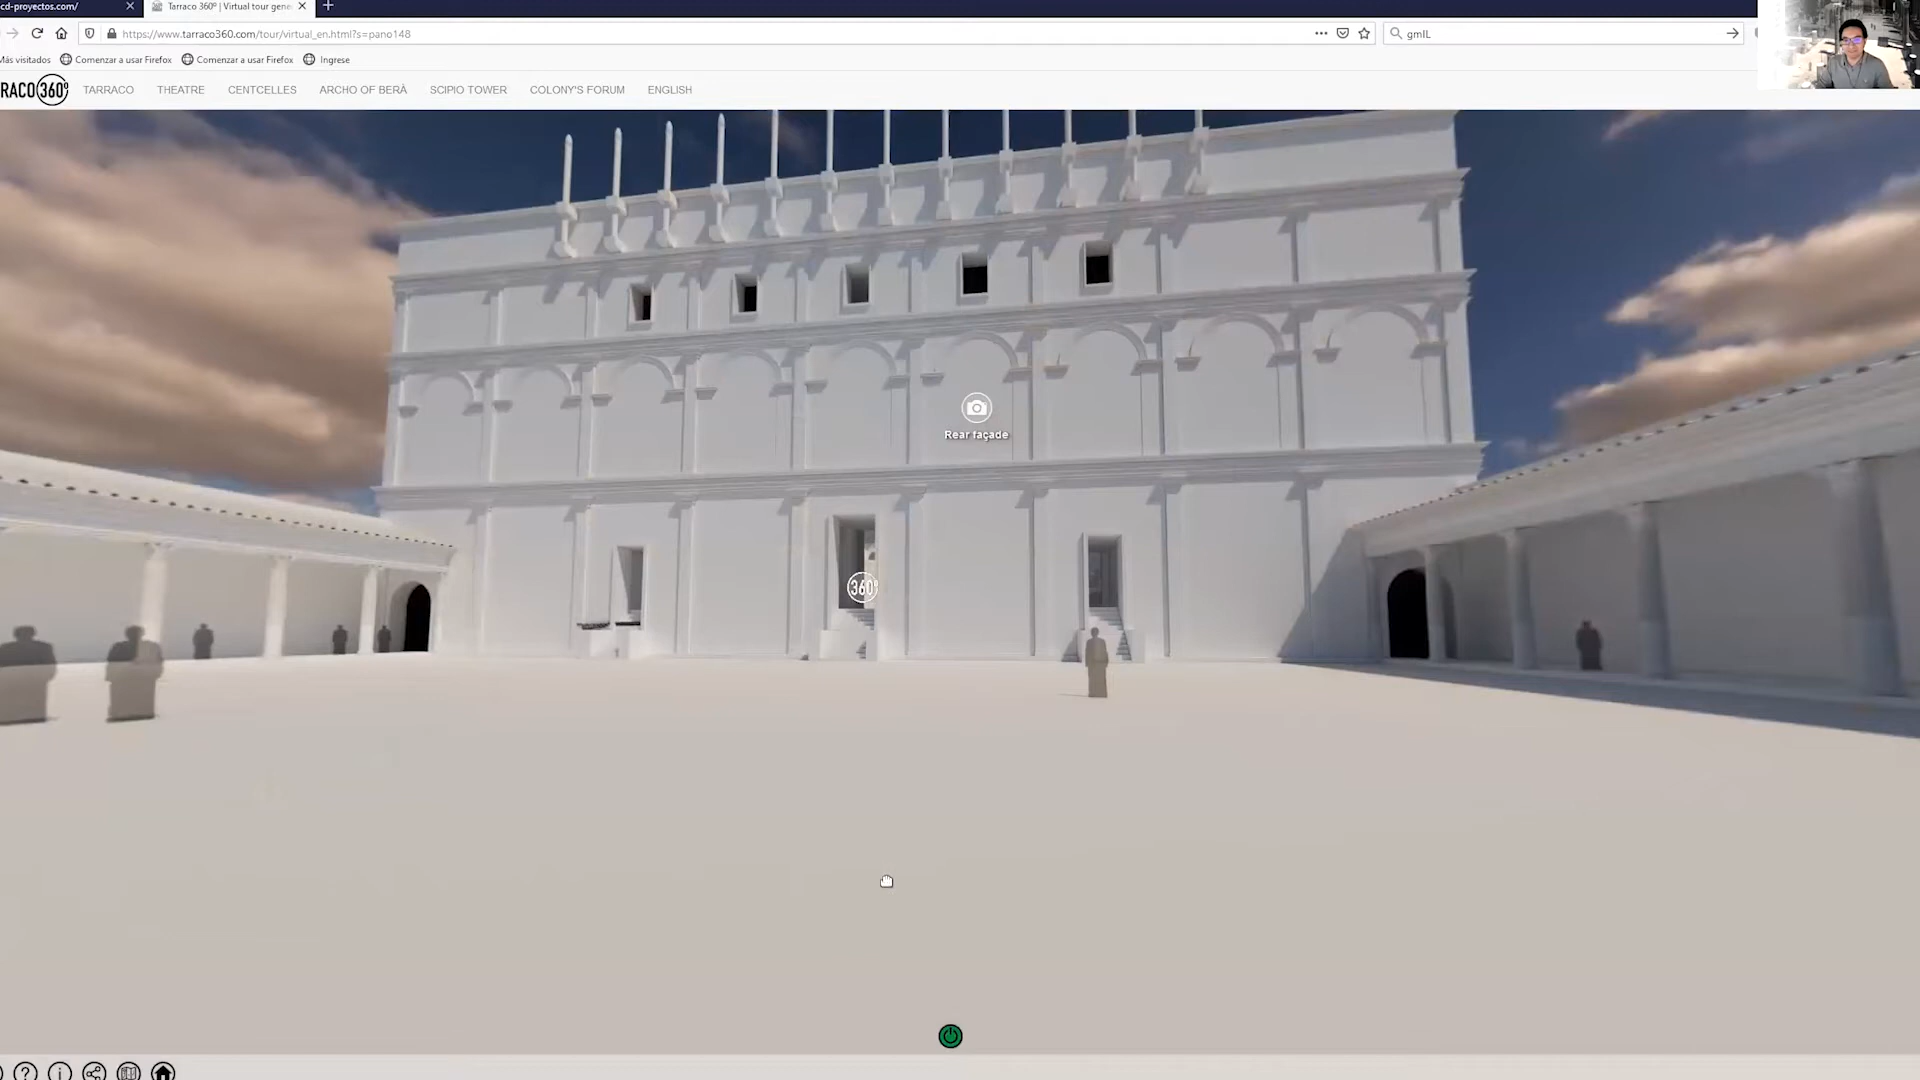 cd-proyectos.com/
Tarraco 360º | Virtual tour gene
https://www.tarraco360.com/tour/virtual_en.html?s=pano148
gmIL
Más visitados
Comenzar a usar Firefox
Comenzar a usar Firefox
Ingrese
RACO 360º
TARRACO
THEATRE
CENTCELLES
ARCHO OF BERÀ
SCIPIO TOWER
COLONY'S FORUM
ENGLISH
Rear façade
360º